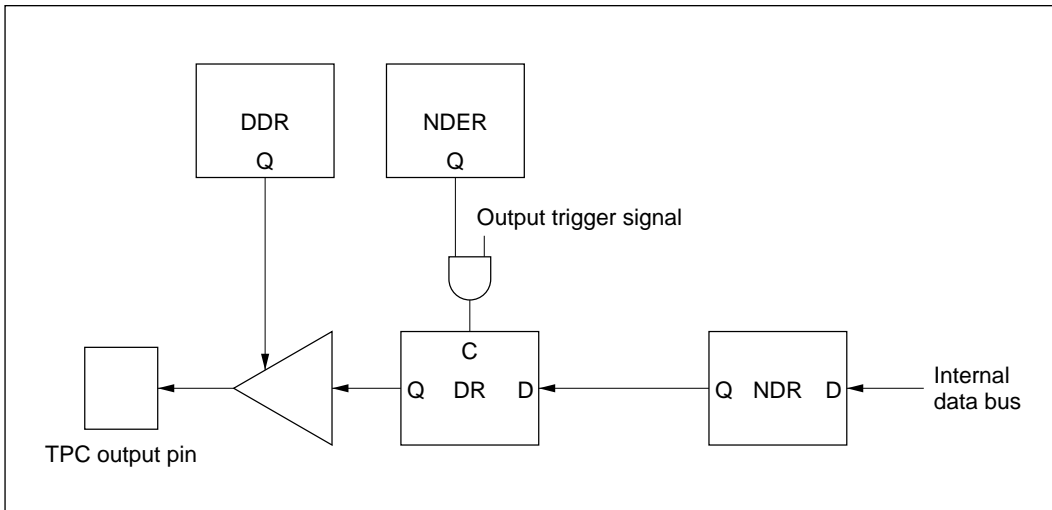 DDR
Q
NDER
Q
Output trigger signal
C
Q DR D
Q NDR D
Internal
data bus
TPC output pin